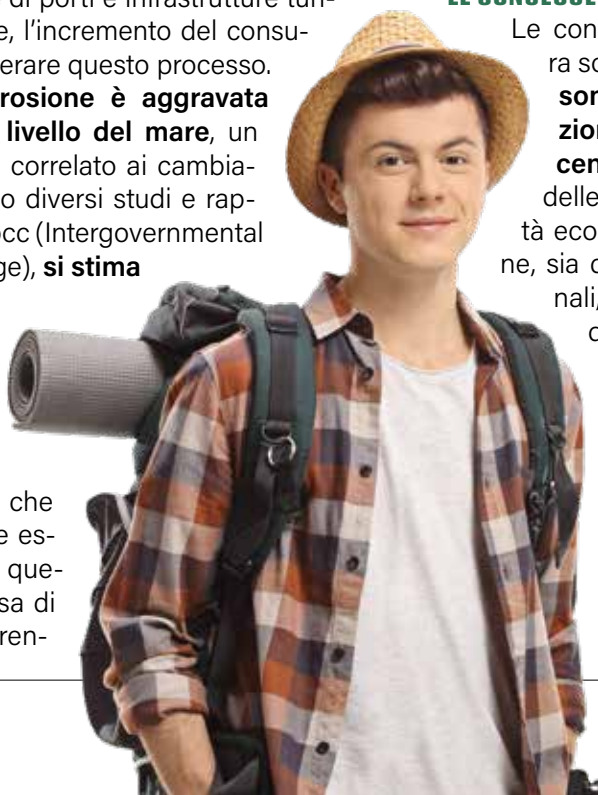 di porti e infrastrutture tur-
e, l'incremento del consu-
erare questo processo.
rosione è aggravata
livello del mare, un
correlato ai cambia-
o diversi studi e rap-
pcc (Intergovernmental
ge), si stima
che
e es-
que-
sa di
ren-
Le con
ra so
son
zion
cen
delle
tà eco
ne, sia
nali,